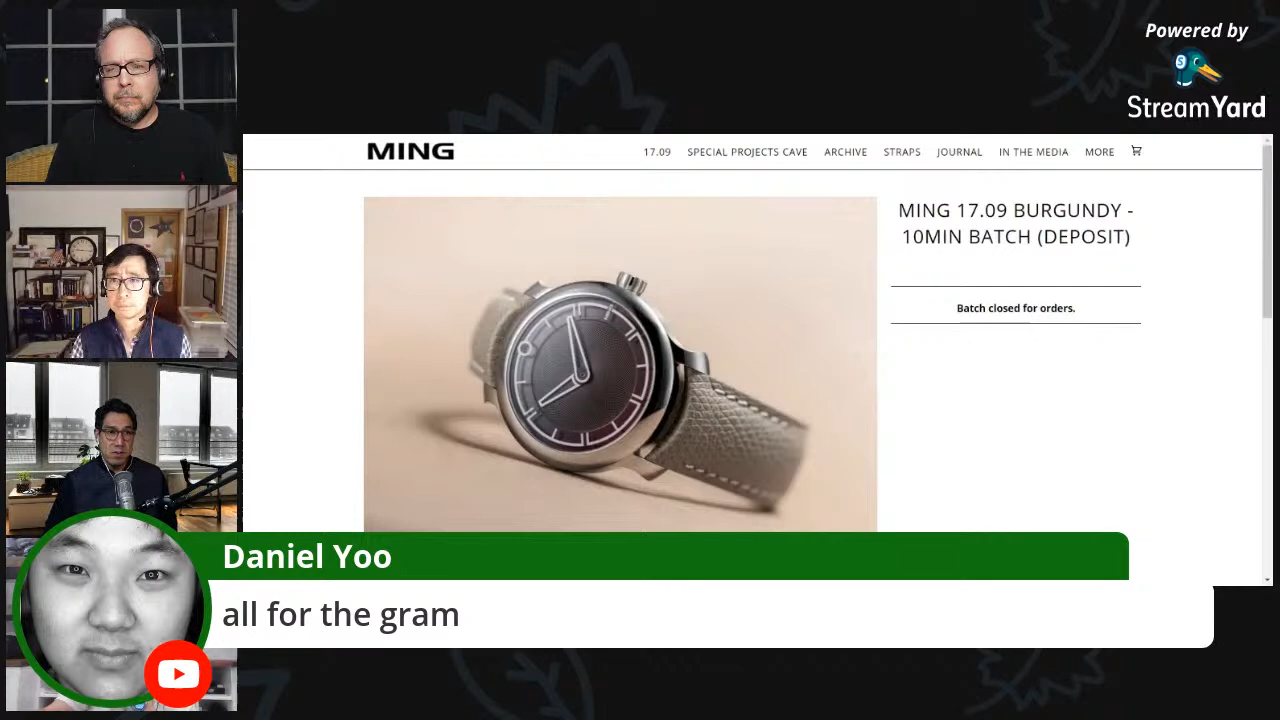 Powered by
StreamYard
MING
17.09 SPECIAL PROJECTS CAVE ARCHIVE STRAPS JOURNAL IN THE MEDIA MORE
MING 17.09 BURGUNDY -
10MIN BATCH (DEPOSIT)
Batch closed for orders.
Daniel Yoo
all for the gram